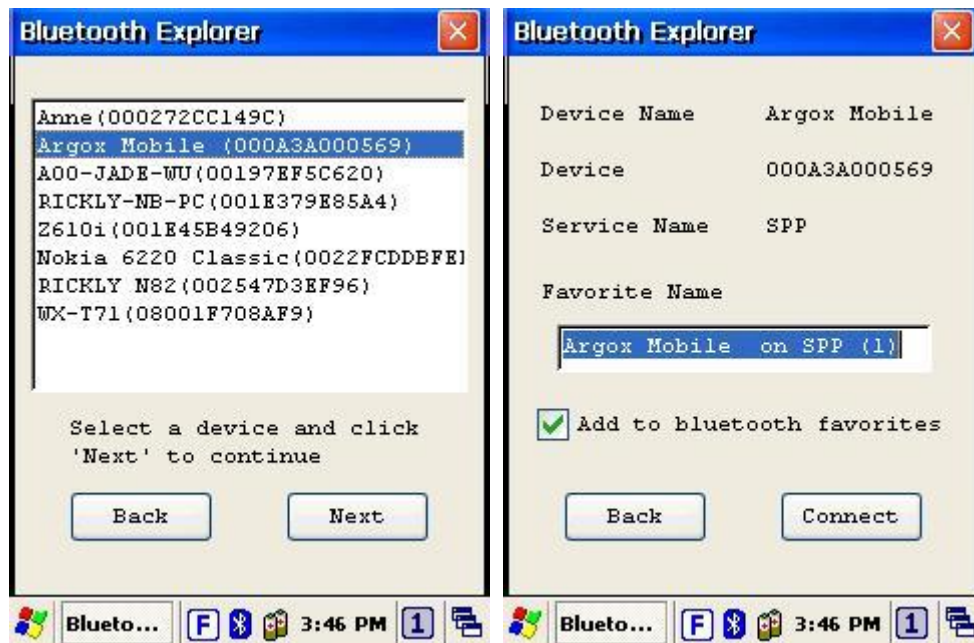 Bluetooth Explorer
Anne(000272CC149C)
Argox Mobile (000A3A000569)
A00-JADE-WU(00197EF5C620)
RICKLY-NB-PC(001E379E85A4)
Z610i(001E45B49206)
Nokia 6220 Classic(0022FCDDBFE
RICKLY N82(002547D3EF96)
WX-T71(08001F708AF9)
Select a device and click
'Next' to continue
Back
Next
Blueto...
F
3:46 PM
1
Bluetooth Explorer
Device Name
Argox Mobile
Device
000A3A000569
Service Name
SPP
Favorite Name
Argox Mobile  on SPP (1)
Add to bluetooth favorites
Back
Connect
Blueto...
F
3:46 PM
1